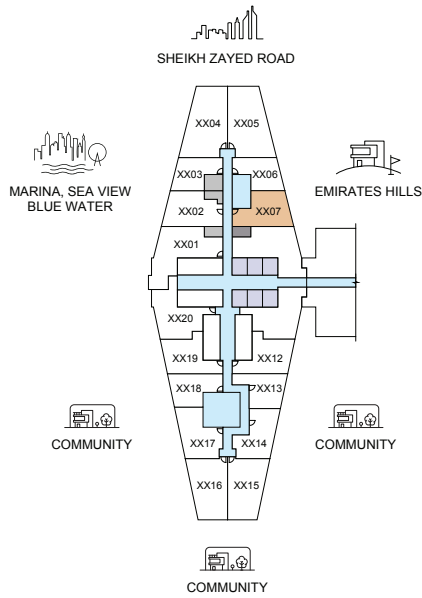 SHEIKH ZAYED ROAD
XX04
XX05
XX03
XX06
MARINA, SEA VIEW
BLUE WATER
EMIRATES HILLS
XX02
XX07
XX01
XX20
XX19
XX12
XX18
XX13
COMMUNITY
COMMUNITY
XX17
XX14
XX16
XX15
COMMUNITY